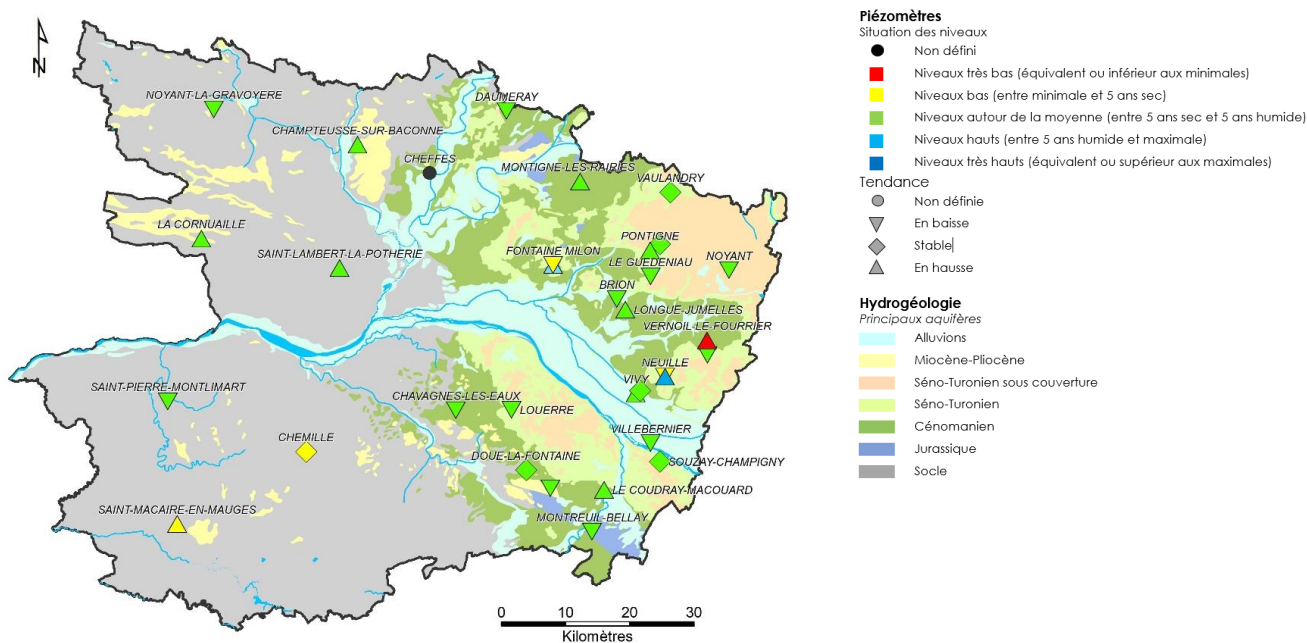 N
NOYANT-LA-GRAVOYERE
DAUMERAY
CHAMPTEUSSE-SUR-BACONNE
CHEFFES
MONTIGNE-LES-RAIRIES
VAULANDRY
LA CORNUAILLE
SAINT-LAMBERT-LA-POTHERIE
FONTAINE MILON
PONTIGNE
LE GUEDENIAU
NOYANT
BRION
LONGUE-JUMELLES
VERNOIL-LE-FOURRIER
NEUILLE
VIVY
SAINT-PIERRE-MONTLIMART
CHAVAGNES-LES-EAUX
LOUERRE
CHEMILLE
VILLEBERNIER
DOUE-LA-FONTAINE
SOUZAY-CHAMPIGNY
LE COUDRAY-MACOUARD
SAINT-MACAIRE-EN-MAUGES
MONTREUIL-BELLAY
0 10 20 30
Kilomètres
Piézomètres
Situation des niveaux
Non défini
Niveaux très bas (équivalent ou inférieur aux minimales)
Niveaux bas (entre minimale et 5 ans sec)
Niveaux autour de la moyenne (entre 5 ans sec et 5 ans humide)
Niveaux hauts (entre 5 ans humide et maximale)
Niveaux très hauts (équivalent ou supérieur aux maximales)
Tendance
Non définie
En baisse
Stable
En hausse
Hydrogéologie
Principaux aquifères
Alluvions
Miocène-Pliocène
Séno-Turonien sous couverture
Séno-Turonien
Cénomanien
Jurassique
Socle